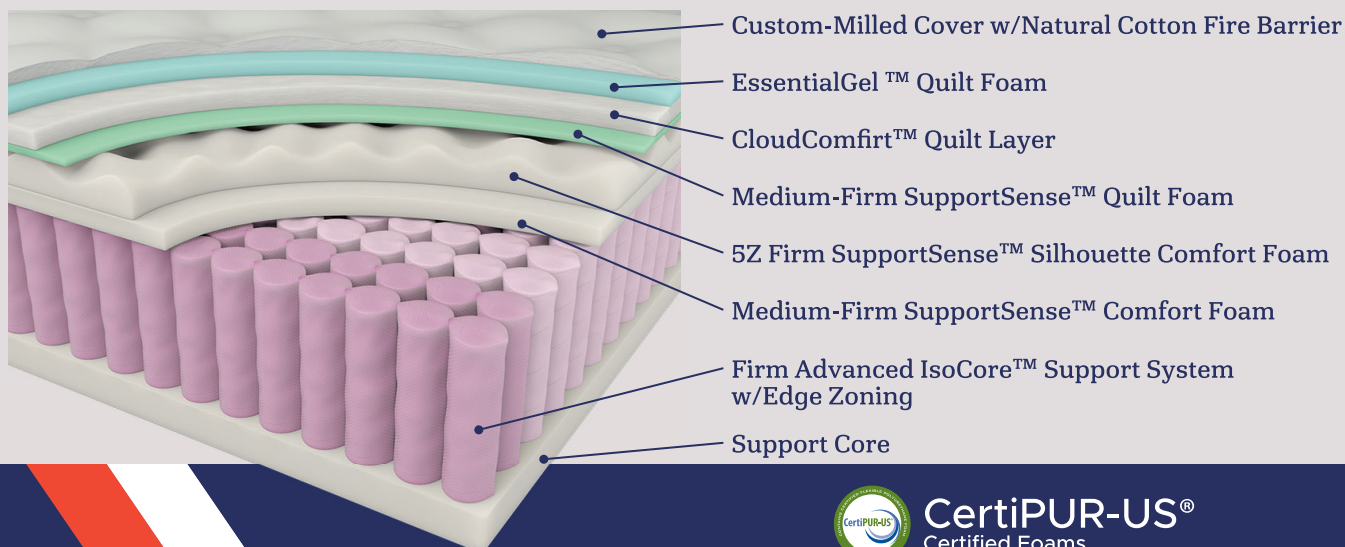 Custom-Milled Cover w/Natural Cotton Fire Barrier
EssentialGel ™ Quilt Foam
CloudComfirt™ Quilt Layer
Medium-Firm SupportSense™ Quilt Foam
5Z Firm SupportSense™ Silhouette Comfort Foam
Medium-Firm SupportSense™ Comfort Foam
Firm Advanced IsoCore™ Support System
w/Edge Zoning
Support Core
CertiPUR-US®
CertiPUR-US®
Certified Foams